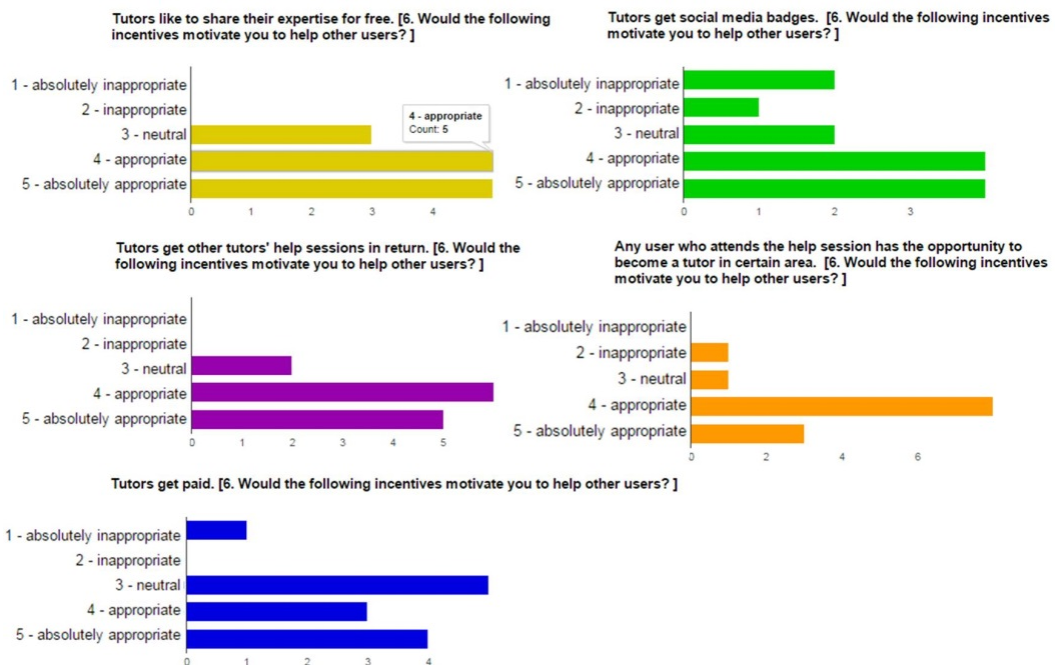 Tutors like to share their expertise for free. [6. Would the following
incentives motivate you to help other users? ]
1 - absolutely inappropriate
2 - inappropriate
3 - neutral
4 - appropriate
5 - absolutely appropriate
4 - appropriate
Count: 5
0 1 2 3 4
Tutors get social media badges. [6. Would the following incentives
motivate you to help other users? ]
1 - absolutely inappropriate
2 - inappropriate
3 - neutral
4 - appropriate
5 - absolutely appropriate
0 1 2 3
Tutors get other tutors' help sessions in return. [6. Would the
following incentives motivate you to help other users? ]
1 - absolutely inappropriate
2 - inappropriate
3 - neutral
4 - appropriate
5 - absolutely appropriate
0 1 2 3 4 5
Any user who attends the help session has the opportunity to
become a tutor in certain area. [6. Would the following incentives
motivate you to help other users? ]
1 - absolutely inappropriate
2 - inappropriate
3 - neutral
4 - appropriate
5 - absolutely appropriate
0 2 4 6
Tutors get paid. [6. Would the following incentives motivate you to help other users? ]
1 - absolutely inappropriate
2 - inappropriate
3 - neutral
4 - appropriate
5 - absolutely appropriate
0 1 2 3 4